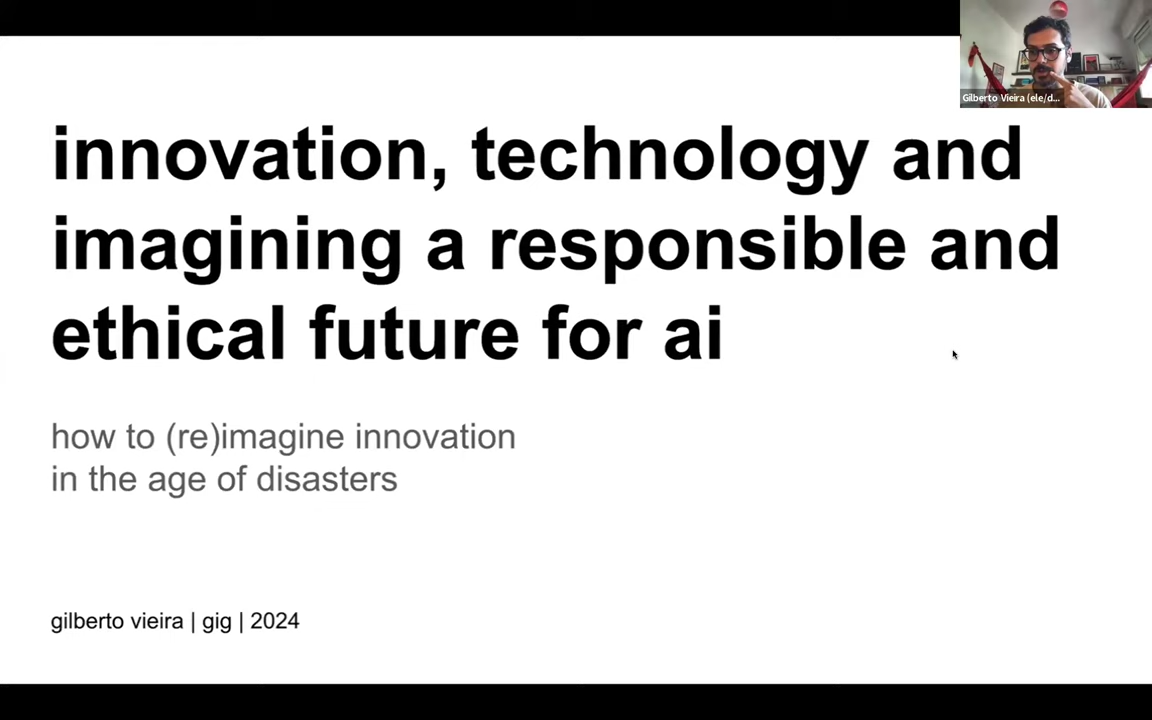 Gilberto Vieira (ele/d...
innovation, technology and
imagining a responsible and
ethical future for ai
how to (re)imagine innovation
in the age of disasters
gilberto vieira | gig | 2024